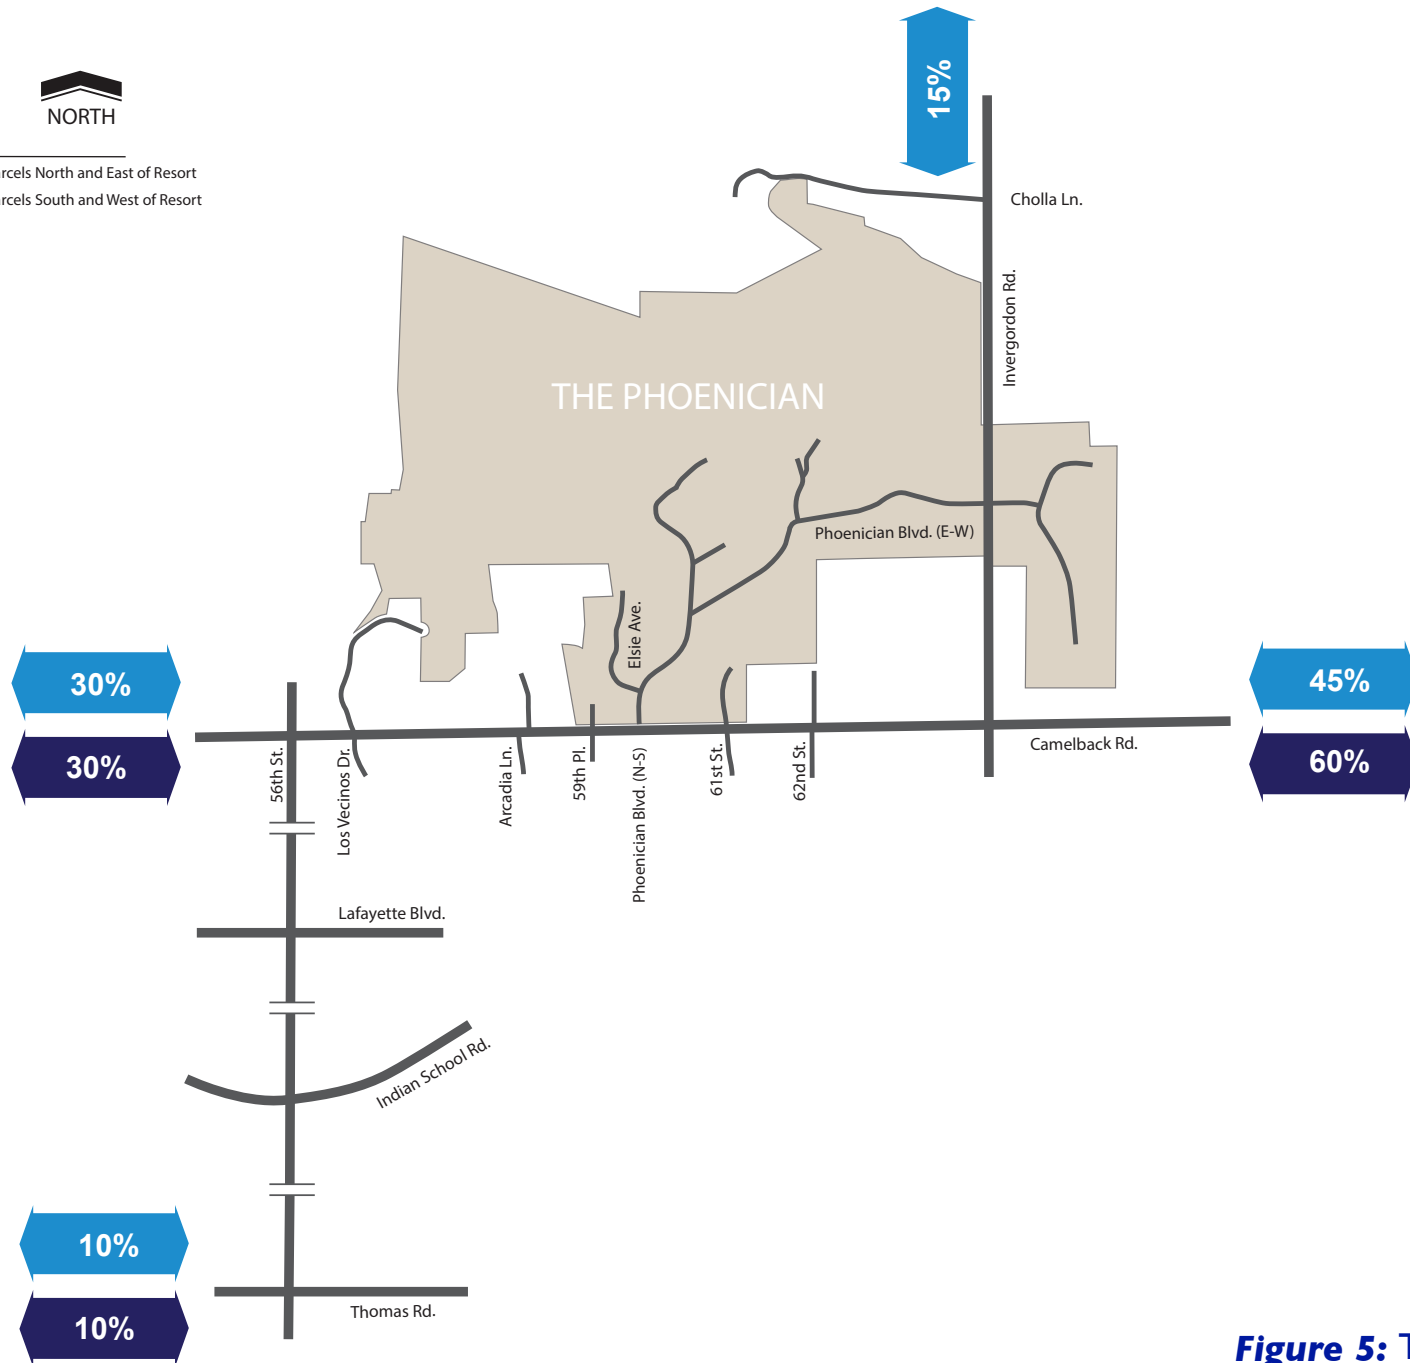 15%
NORTH
North and East of Resort
South and West of Resort
Cholla Ln.
Invergordon Rd.
THE PHOENICIAN
Phoenician Blvd. (E-W)
Elsie Ave.
30%
45%
30%
60%
Camelback Rd.
56th St.
Los Vecinos Dr.
Arcadia Ln.
59th Pl.
Phoenician Blvd. (N-S)
61st St.
62nd St.
Lafayette Blvd.
Indian School Rd.
10%
10%
Thomas Rd.
Figure 5: